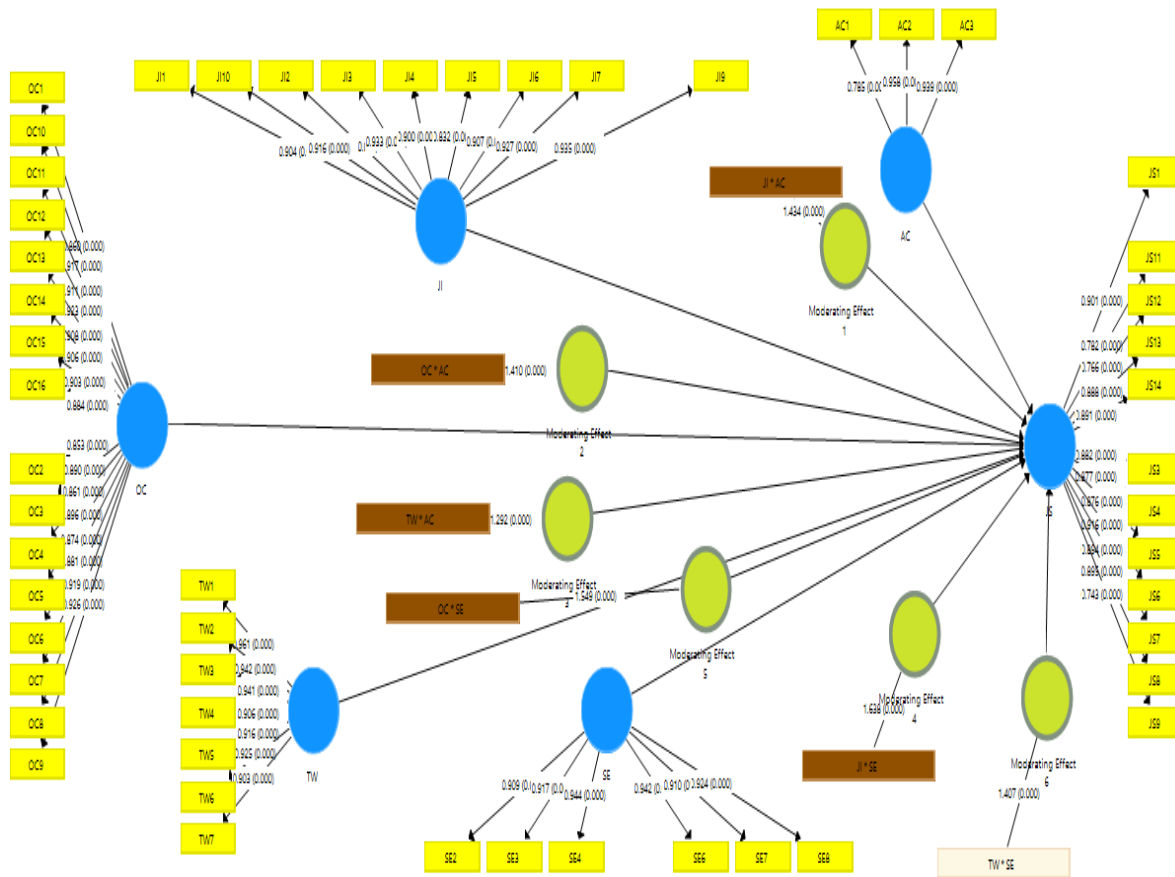 AC1
AC2
AC3
0.785 (0.00
0.958 (0.0
0.939 (0.000)
AC
JI1
JI10
JI2
JI3
JI4
JI5
JI6
JI7
JI9
0.904 (0.
0.916 (0.00
0.933 (0.0
0.900 (0.00
0.832 (0.0
0.907 (0.
0.927 (0.000)
0.935 (0.000)
JI
OC1
OC10
OC11
OC12
OC13
OC14
OC15
OC16
0.917 (0.000)
0.911 (0.000)
0.923 (0.000)
0.908 (0.000)
0.906 (0.000)
0.903 (0.000)
0.884 (0.000)
OC
0.853 (0.000)
0.890 (0.000)
0.861 (0.000)
0.896 (0.000)
0.874 (0.000)
0.881 (0.000)
0.919 (0.000)
0.926 (0.000)
OC2
OC3
OC4
OC5
OC6
OC7
OC8
OC9
JI * AC
1.434 (0.000)
Moderating Effect
1
OC * AC
1.410 (0.000)
Moderating Effect
2
TW * AC
1.292 (0.000)
Moderating Effect
3
OC * SE
1.549 (0.000)
Moderating Effect
5
Moderating Effect
4
1.638 (0.000)
JI * SE
Moderating Effect
6
1.407 (0.000)
TW * SE
TW1
TW2
TW3
TW4
TW5
TW6
TW7
0.961 (0.000)
0.942 (0.000)
0.941 (0.000)
0.906 (0.000)
0.916 (0.000)
0.925 (0.000)
0.903 (0.000)
TW
SE
0.909 (
0.917 (0.0
0.944 (0.000)
0.942 (0.
0.910 (0
0.924 (0.000)
SE2
SE3
SE4
SE6
SE7
SE8
JS1
JS11
JS12
JS13
JS14
0.901 (0.000)
0.782 (0.000)
0.766 (0.000)
0.888 (0.000)
0.891 (0.000)
JS
0.882 (0.000)
0.877 (0.000)
0.876 (0.000)
0.916 (0.000)
0.894 (0.000)
0.895 (0.000)
0.743 (0.000)
JS3
JS4
JS5
JS6
JS7
JS8
JS9